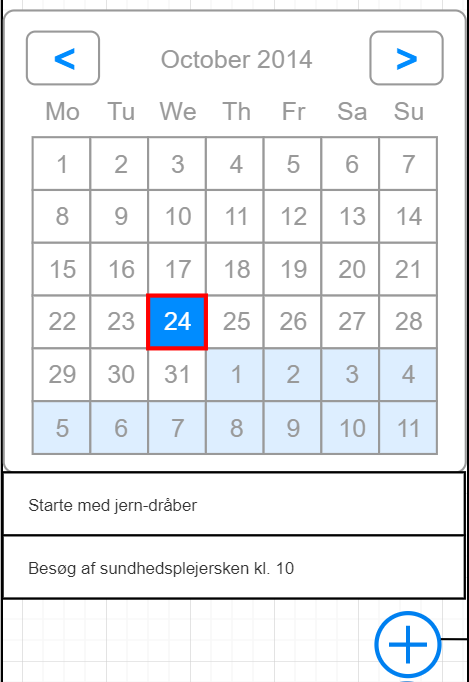 < October 2014 >
Mo Tu We Th Fr Sa Su
1 2 3 4 5 6 7
8 9 10 11 12 13 14
15 16 17 18 19 20 21
22 23 24 25 26 27 28
29 30 31 1 2 3 4
5 6 7 8 9 10 11
Starte med jern-dråber
Besøg af sundhedsplejersken kl. 10